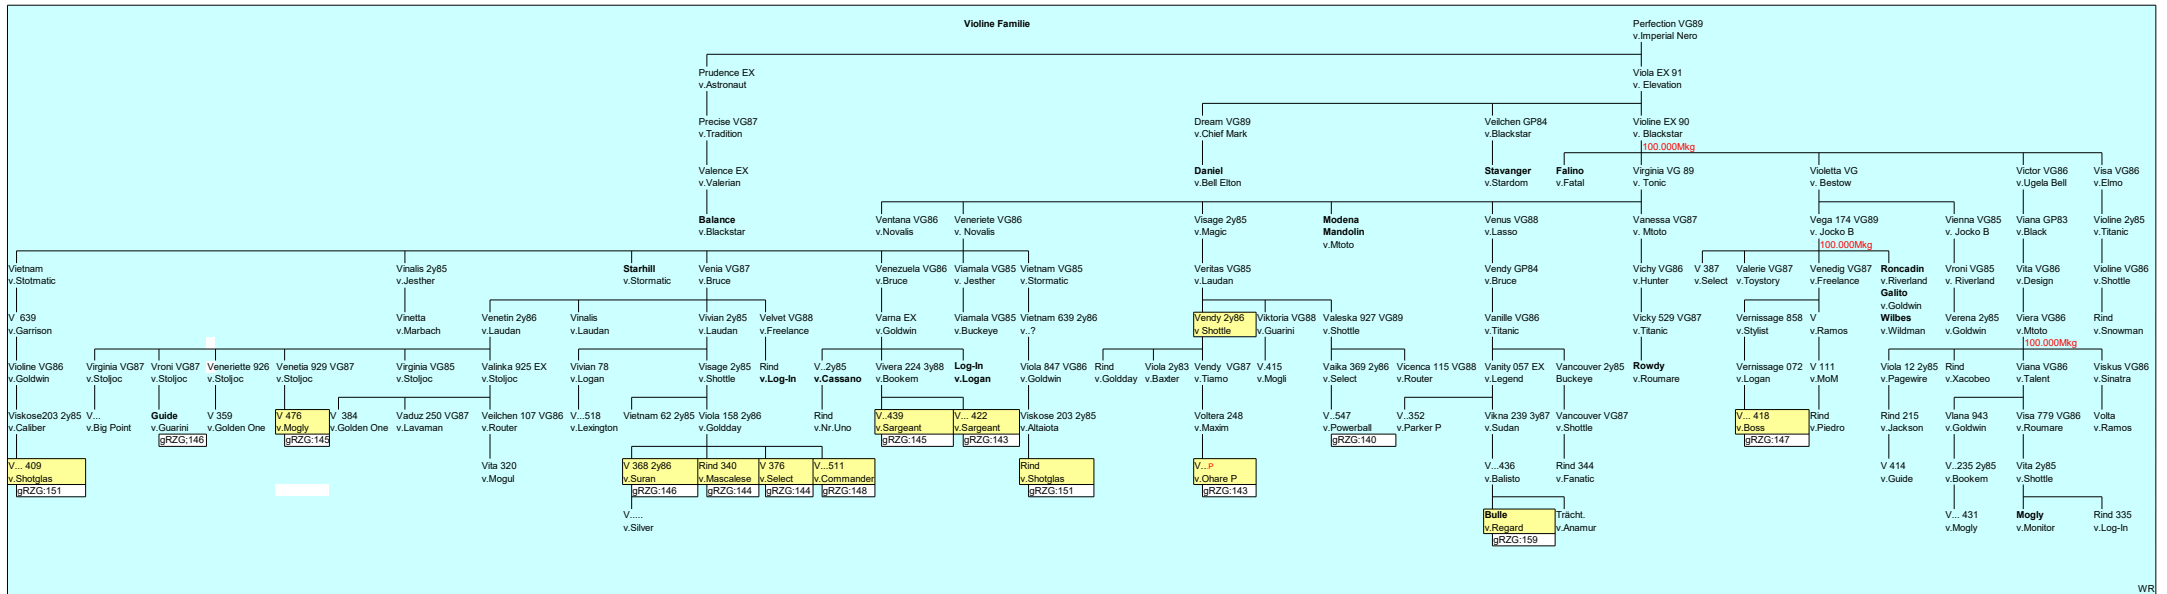 Violine Familie
Perfection VG89
v.Imperial Nero
Prudence EX
v.Astronaut
Viola EX 91
v. Elevation
Precise VG87
v.Tradition
Dream VG89
v.Chief Mark
Veilchen GP84
v.Blackstar
Violine EX 90
v. Blackstar
100.000Mkg
Valence EX
v.Valerian
Daniel
v.Bell Elton
Stavanger
v.Stardom
Falino
v.Fatal
Virginia VG 89
v. Tonic
Violetta VG
v. Bestow
Victor VG86
v.Ugela Bell
Visa VG86
v.Elmo
Balance
v.Blackstar
Ventana VG86
v.Novalis
Veneriete VG86
v. Novalis
Visage 2y85
v.Magic
Modena
Mandolin
v.Mtoto
Venus VG88
v.Lasso
Vanessa VG87
v. Mtoto
Vega 174 VG89
v. Jocko B
100.000Mkg
Vienna VG85
v. Jocko B
Viana GP83
v.Black
Violine 2y85
v.Titanic
Vietnam
v.Stotmatic
Vinalis 2y85
v.Jesther
Starhill
v.Stormatic
Venia VG87
v.Bruce
Venezuela VG86
v.Bruce
Viamala VG85
v. Jesther
Vietnam VG85
v.Stormatic
Veritas VG85
v.Laudan
Vendy GP84
v.Bruce
Vichy VG86
v.Hunter
V 387
v.Select
Valerie VG87
v.Toystory
Venedig VG87
v.Freelance
Roncadin
v.Riverland
Galito
v.Goldwin
Wilbes
v.Wildman
Vroni VG85
v. Riverland
Vita VG86
v.Design
Violine VG86
v.Shottle
V  639
v.Garrison
Vinetta
v.Marbach
Venetin 2y86
v.Laudan
Vinalis
v.Laudan
Vivian 2y85
v.Laudan
Velvet VG88
v.Freelance
Varna EX
v.Goldwin
Viamala VG85
v.Buckeye
Vietnam 639 2y86
v..?
Vendy 2y86
v Shottle
Viktoria VG88
v.Guarini
Valeska 927 VG89
v.Shottle
Vanille VG86
v.Titanic
Vicky 529 VG87
v.Titanic
Vernissage 858
v.Stylist
V
v.Ramos
Verena 2y85
v.Goldwin
Viera VG86
v.Mtoto
100.000Mkg
Rind
v.Snowman
Violine VG86
v.Goldwin
Virginia VG87
v.Stoljoc
Vroni VG87
v.Stoljoc
Veneriette 926
v.Stoljoc
Venetia 929 VG87
v.Stoljoc
Virginia VG85
v.Stoljoc
Valinka 925 EX
v.Goldwin
Vivian 78
v.Logan
Visage 2y85
v.Shottle
Rind
v.Log-In
V..2y85
v.Cassano
Vivera 224 3y88
v.Bookem
Log-In
v.Logan
Viola 847 VG86
v.Goldwin
Rind
v.Goldday
Viola 2y83
v.Baxter
Vendy  VG87
v.Tiamo
V.415
v.Mogli
Vaika 369 2y86
v.Select
Vicenca 115 VG88
v.Router
Vanity 057 EX
v.Legend
Vancouver 2y85
Buckeye
Rowdy
v.Roumare
Vernissage 072
v.Logan
V 111
v.MoM
Viola 12 2y85
v.Pagewire
Rind
v.Xacobeo
Viana VG86
v.Talent
Viskus VG86
v.Sinatra
Viskose203 2y85
v.Caliber
V...
v.Big Point
Guide
v.Guarini
gRZG:146
V 359
v.Golden One
V 476
v.Mogly
gRZG:145
V  384
v.Golden One
Vaduz 250 VG87
v.Lavaman
Veilchen 107 VG86
v.Router
V...518
v.Lexington
Vietnam 62 2y85
Viola 158 2y86
v.Goldday
Rind
v.Nr.Uno
V..439
v.Sargeant
gRZG:145
V... 422
v.Sargeant
gRZG:143
Viskose 203 2y85
v.Altaiota
Voltera 248
v.Maxim
V..547
v.Powerball
gRZG:140
V..352
v.Parker P
Vikna 239 3y87
v.Sudan
Vancouver VG87
v.Shottle
V... 418
v.Boss
gRZG:147
Rind
v.Piedro
Rind 215
v.Jackson
Vlana 943
v.Goldwin
Visa 779 VG86
v.Roumare
Volta
v.Ramos
V... 409
v.Shotglas
gRZG:151
Vita 320
v.Mogul
V 368 2y86
v.Suran
gRZG:146
Rind 340
v.Mascalese
gRZG:144
V 376
v.Select
gRZG:144
V...511
v.Commander
gRZG:148
Rind
v.Shotglas
gRZG:151
V...P
v.Ohare P
gRZG:143
V...436
v.Balisto
Rind 344
v.Fanatic
V 414
v.Guide
V..235 2y85
v.Bookem
Vita 2y85
v.Shottle
V.....
v.Silver
Bulle
v.Regard
gRZG:159
Trächt.
v.Anamur
V... 431
v.Mogly
Mogly
v.Monitor
Rind 335
v.Log-In
WR